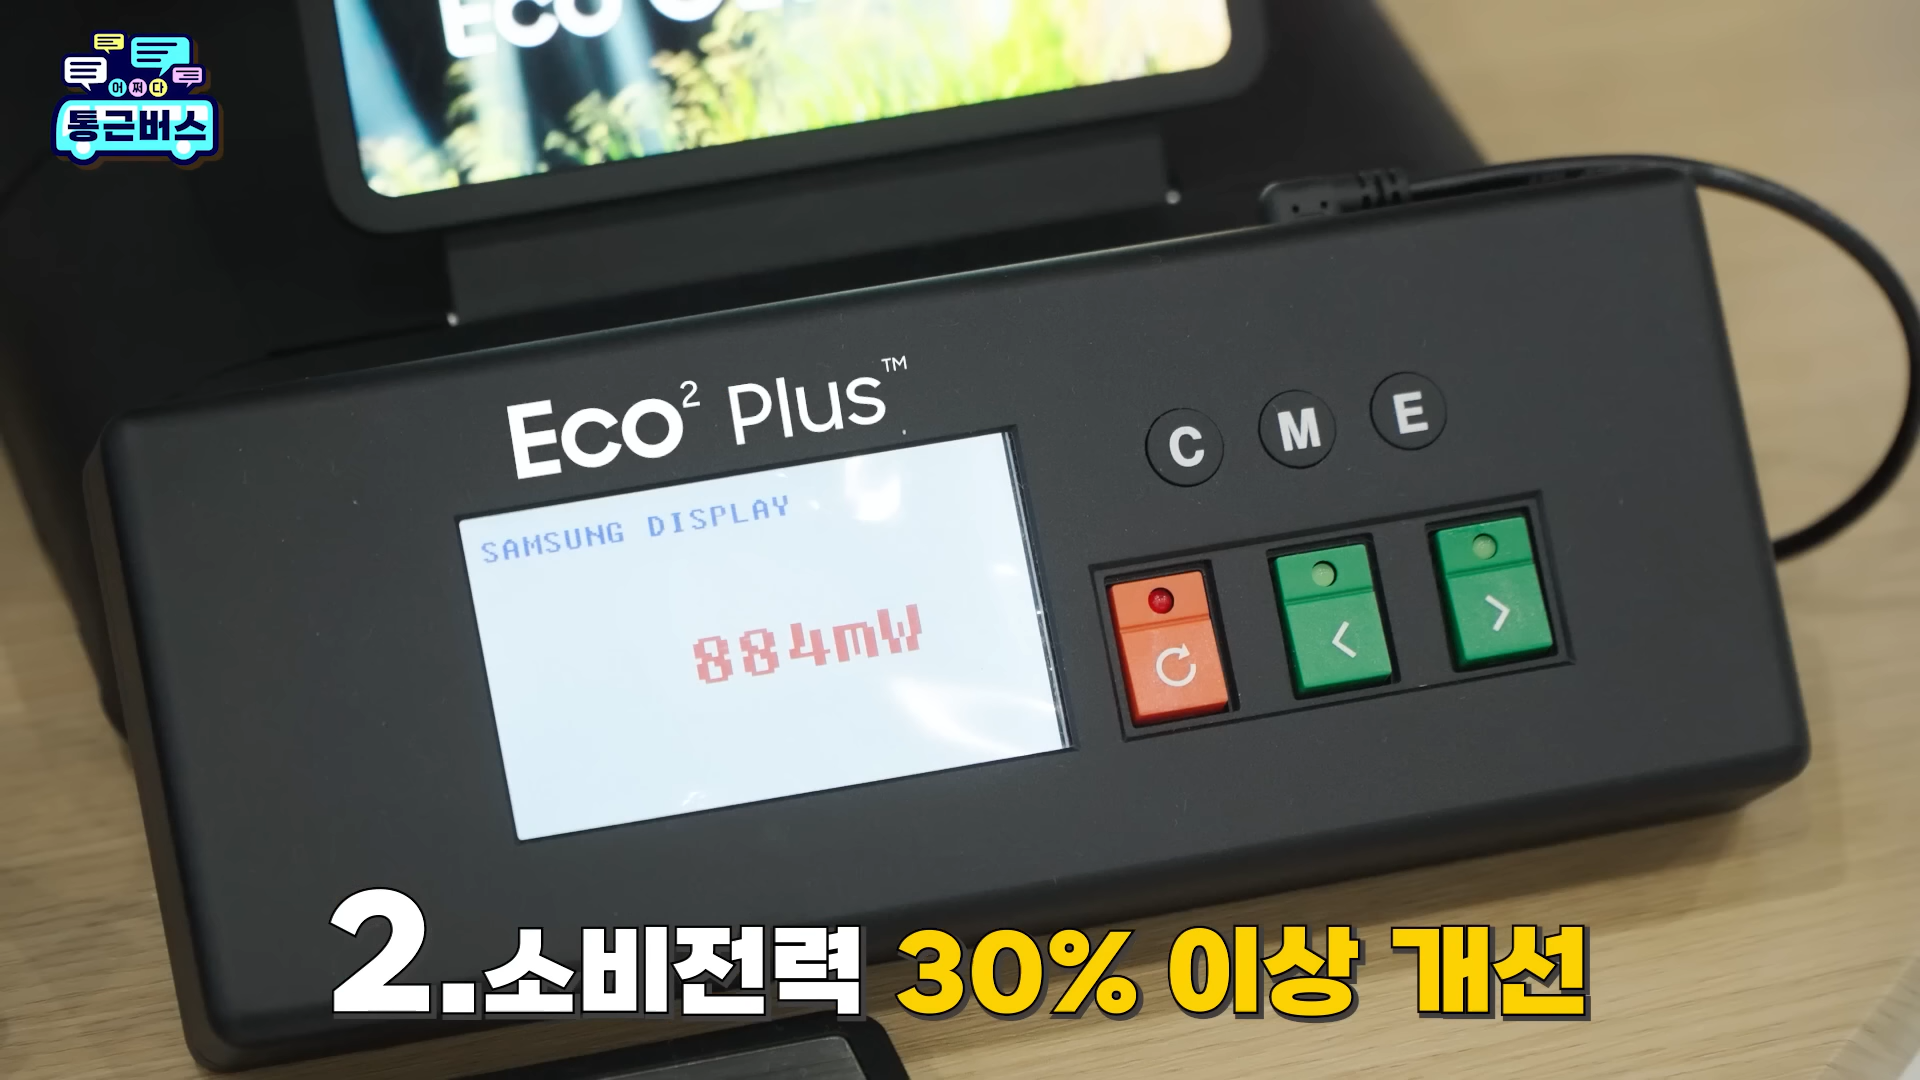 어쩌다
통근버스
Eco
Eco² Plus™
C M E
SAMSUNG DISPLAY
884mW
2.소비전력 30% 이상 개선